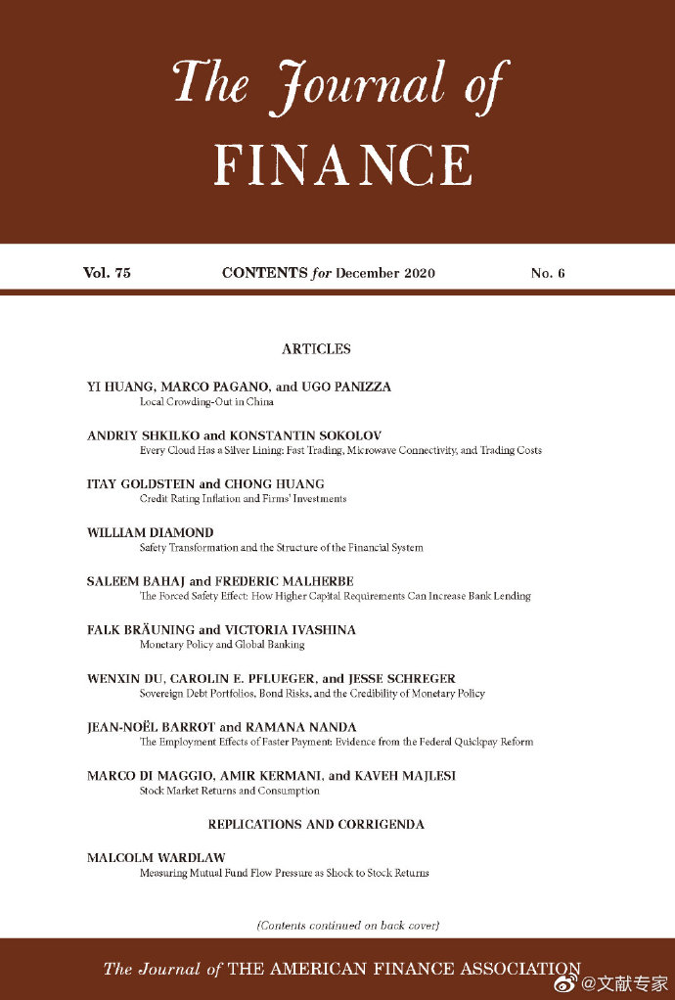 The Journal of
FINANCE
Vol. 75 CONTENTS for December 2020 No. 6
ARTICLES
YI HUANG, MARCO PAGANO, and UGO PANIZZA
Local Crowding-Out in China
ANDRIY SHKILKO and KONSTANTIN SOKOLOV
Every Cloud Has a Silver Lining: Fast Trading, Microwave Connectivity, and Trading Costs
ITAY GOLDSTEIN and CHONG HUANG
Credit Rating Inflation and Firms' Investments
WILLIAM DIAMOND
Safety Transformation and the Structure of the Financial System
SALEEM BAHAJ and FREDERIC MALHERBE
The Forced Safety Effect: How Higher Capital Requirements Can Increase Bank Lending
FALK BRÄUNING and VICTORIA IVASHINA
Monetary Policy and Global Banking
WENXIN DU, CAROLIN E. PFLUEGER, and JESSE SCHREGER
Sovereign Debt Portfolios, Bond Risks, and the Credibility of Monetary Policy
JEAN-NOËL BARROT and RAMANA NANDA
The Employment Effects of Faster Payment: Evidence from the Federal Quickpay Reform
MARCO DI MAGGIO, AMIR KERMANI, and KAVEH MAJLESI
Stock Market Returns and Consumption
REPLICATIONS AND CORRIGENDA
MALCOLM WARDLAW
Measuring Mutual Fund Flow Pressure as Shock to Stock Returns
(Contents continued on back cover)
The Journal of THE AMERICAN FINANCE ASSOCIATION
@文献专家